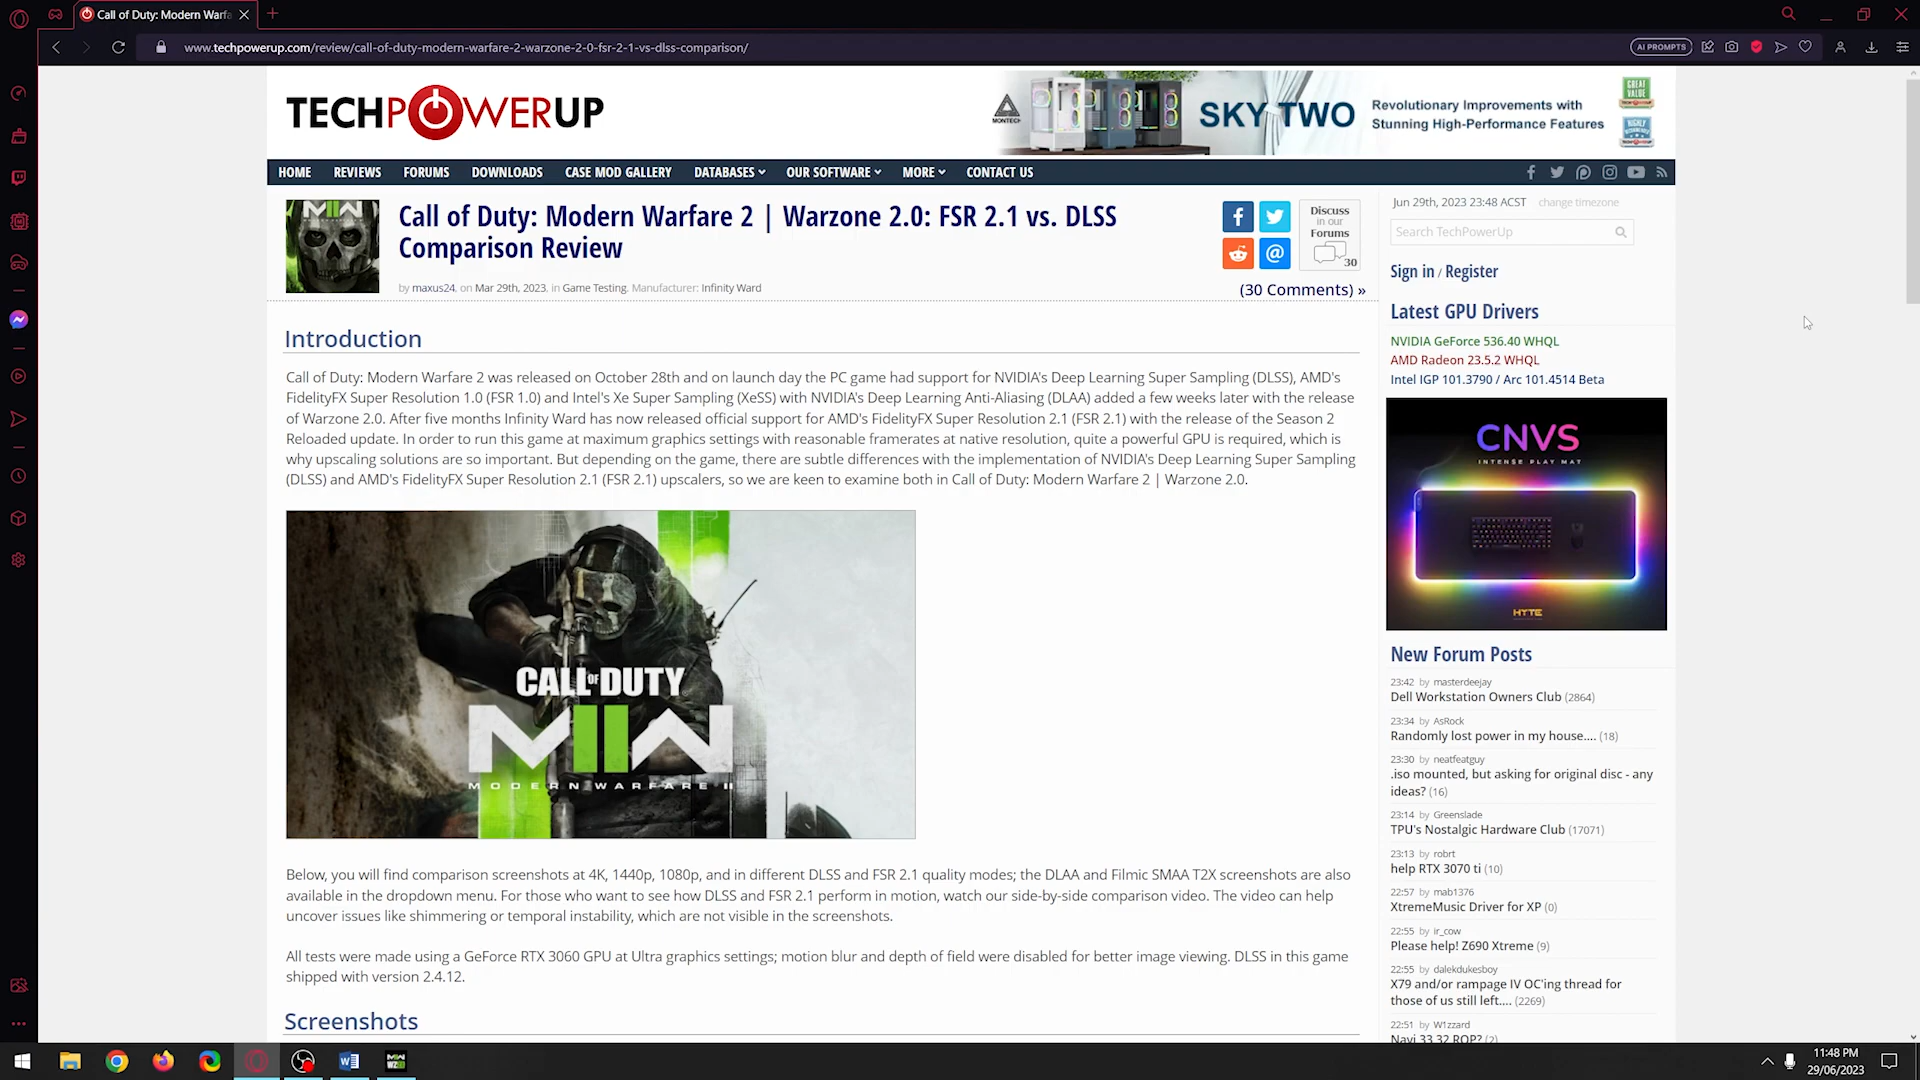 Call of Duty: Modern Warfa
www.techpowerup.com/review/call-of-duty-modern-warfare-2-warzone-2-0-fsr-2-1-vs-dlss-comparison/
AI PROMPTS
TECHPOWERUP
MONTECH
SKY TWO
Revolutionary Improvements with
Stunning High-Performance Features
GREAT
VALUE
HIGHLY
HOME REVIEWS FORUMS DOWNLOADS CASE MOD GALLERY DATABASES OUR SOFTWARE MORE CONTACT US
Call of Duty: Modern Warfare 2 | Warzone 2.0: FSR 2.1 vs. DLSS
Comparison Review
by maxus24, on Mar 29th, 2023, in Game Testing. Manufacturer: Infinity Ward
Discuss
in our
Forums
30
(30 Comments) »
Introduction
Call of Duty: Modern Warfare 2 was released on October 28th and on launch day the PC game had support for NVIDIA's Deep Learning Super Sampling (DLSS), AMD's
FidelityFX Super Resolution 1.0 (FSR 1.0) and Intel's Xe Super Sampling (XeSS) with NVIDIA's Deep Learning Anti-Aliasing (DLAA) added a few weeks later with the release
of Warzone 2.0. After five months Infinity Ward has now released official support for AMD's FidelityFX Super Resolution 2.1 (FSR 2.1) with the release of the Season 2
Reloaded update. In order to run this game at maximum graphics settings with reasonable framerates at native resolution, quite a powerful GPU is required, which is
why upscaling solutions are so important. But depending on the game, there are subtle differences with the implementation of NVIDIA's Deep Learning Super Sampling
(DLSS) and AMD's FidelityFX Super Resolution 2.1 (FSR 2.1) upscalers, so we are keen to examine both in Call of Duty: Modern Warfare 2 | Warzone 2.0.
CALL OF DUTY
MWII
MODERN WARFARE II
Below, you will find comparison screenshots at 4K, 1440p, 1080p, and in different DLSS and FSR 2.1 quality modes; the DLAA and Filmic SMAA T2X screenshots are also
available in the dropdown menu. For those who want to see how DLSS and FSR 2.1 perform in motion, watch our side-by-side comparison video. The video can help
uncover issues like shimmering or temporal instability, which are not visible in the screenshots.
All tests were made using a GeForce RTX 3060 GPU at Ultra graphics settings; motion blur and depth of field were disabled for better image viewing. DLSS in this game
shipped with version 2.4.12.
Screenshots
Jun 29th, 2023 23:48 ACST change timezone
Search TechPowerUp
Sign in / Register
Latest GPU Drivers
NVIDIA GeForce 536.40 WHQL
AMD Radeon 23.5.2 WHQL
Intel IGP 101.3790 / Arc 101.4514 Beta
CNVS
INTENSE PLAY MAT
HYTE
New Forum Posts
23:42 by masterdeejay
Dell Workstation Owners Club (2864)
23:34 by AsRock
Randomly lost power in my house.... (18)
23:30 by neatfeatguy
.iso mounted, but asking for original disc - any
ideas? (16)
23:14 by Greenslade
TPU's Nostalgic Hardware Club (17071)
23:13 by robrt
help RTX 3070 ti (10)
22:57 by mab1376
XtremeMusic Driver for XP (0)
22:55 by ir_cow
Please help! Z690 Xtreme (9)
22:55 by dalekdukesboy
X79 and/or rampage IV OC'ing thread for
those of us still left.... (2269)
22:51 by W1zzard
Navi 33 32 ROP? (2)
11:48 PM
29/06/2023